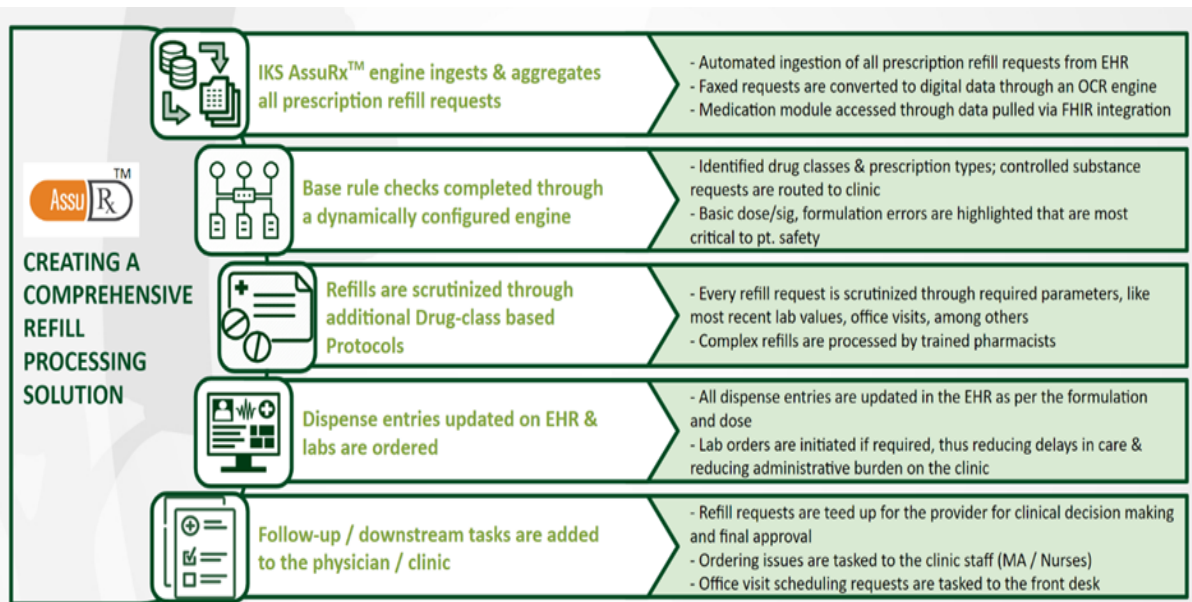 IKS AssuRx™ engine ingests & aggregates
all prescription refill requests
- Automated ingestion of all prescription refill requests from EHR
- Faxed requests are converted to digital data through an OCR engine
- Medication module accessed through data pulled via FHIR integration
TM
Assu Rx
CREATING A
COMPREHENSIVE
REFILL
PROCESSING
SOLUTION
Base rule checks completed through
a dynamically configured engine
- Identified drug classes & prescription types; controlled substance
requests are routed to clinic
- Basic dose/sig, formulation errors are highlighted that are most
critical to pt. safety
Refills are scrutinized through
additional Drug-class based
Protocols
- Every refill request is scrutinized through required parameters, like
most recent lab values, office visits, among others
- Complex refills are processed by trained pharmacists
Dispense entries updated on EHR &
labs are ordered
- All dispense entries are updated in the EHR as per the formulation
and dose
- Lab orders are initiated if required, thus reducing delays in care &
reducing administrative burden on the clinic
Follow-up / downstream tasks are added
to the physician / clinic
- Refill requests are teed up for the provider for clinical decision making
and final approval
- Ordering issues are tasked to the clinic staff (MA / Nurses)
- Office visit scheduling requests are tasked to the front desk